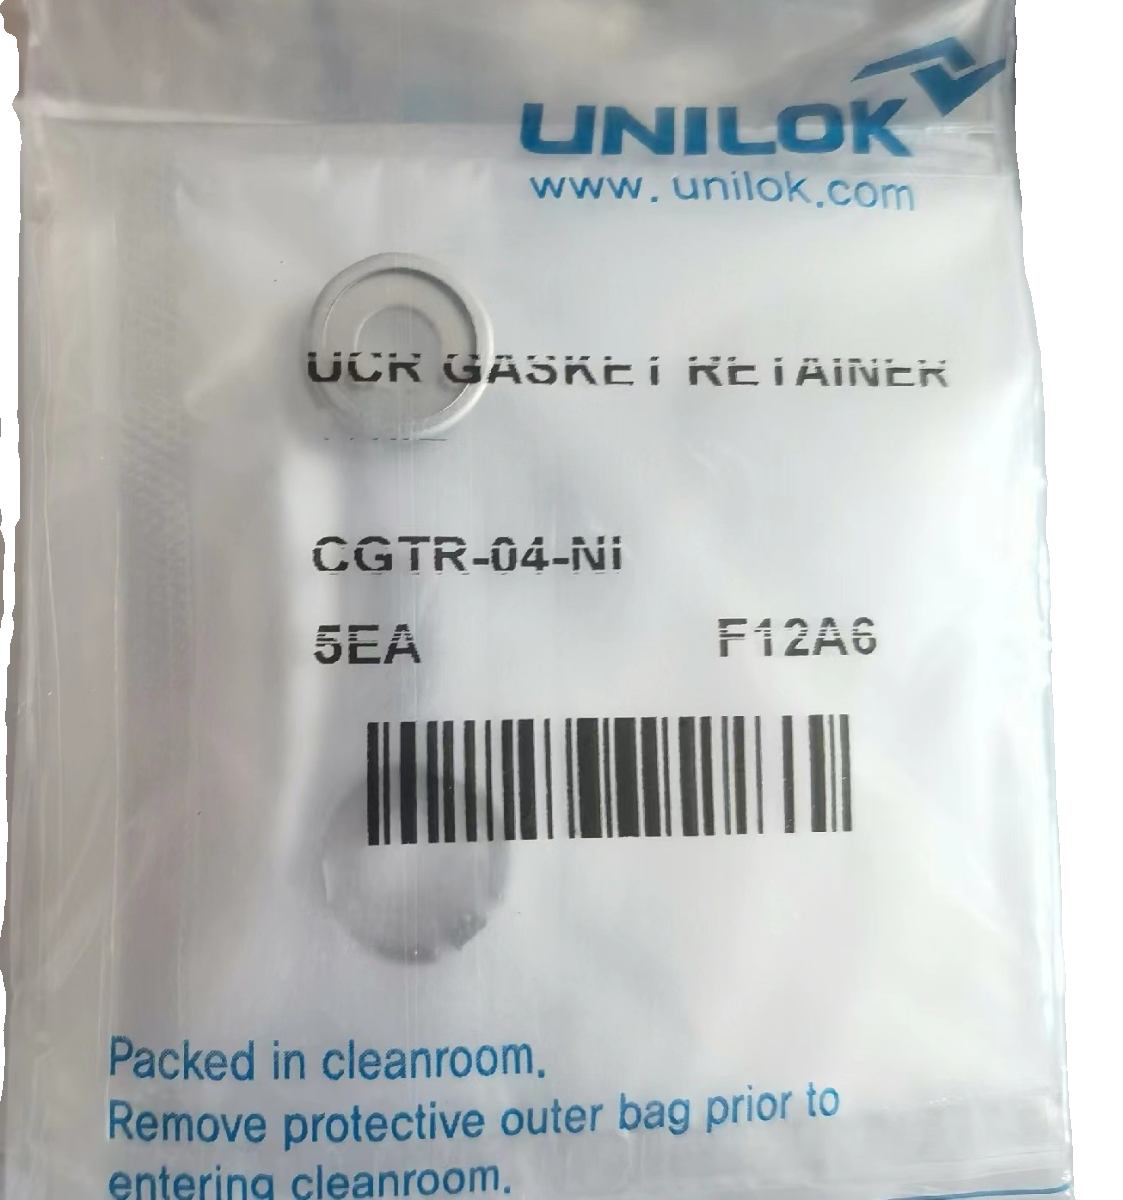 UNILOK
www.unilok.com
UCR GASKET RETAINER
CGTR-04-Ni
5EA F12A6
Packed in cleanroom.
Remove protective outer bag prior to
entering cleanroom.